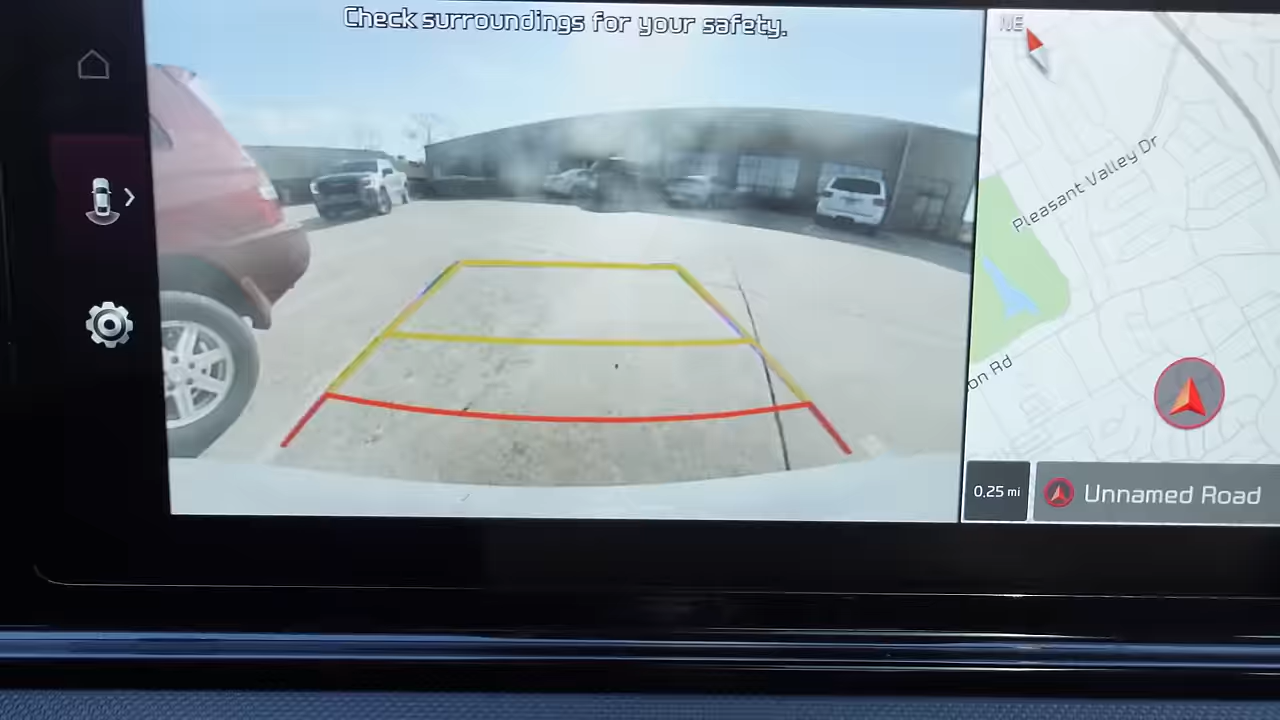 Check surroundings for your safety.
NE
Pleasant Valley Dr
on Rd
0.25 mi
Unnamed Road